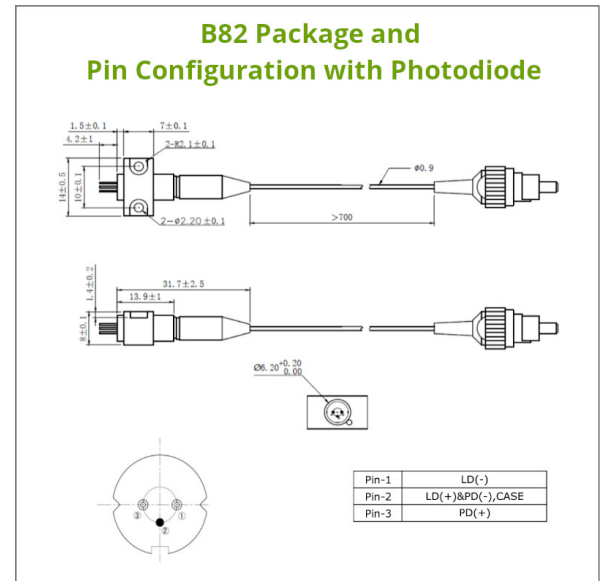 B82 Package and
Pin Configuration with Photodiode
1.5±0.1
7±0.1
4.2±1
2-R2.1±0.1
14±0.5
10±0.1
ø0.9
2-ø2.20±0.1
>700
31.7±2.5
1.4±0.2
13.9±1
8±0.1
Ø6.20+0.20
0.00
③
①
②
Pin-1 LD(-)
Pin-2 LD(+)&PD(-),CASE
Pin-3 PD(+)